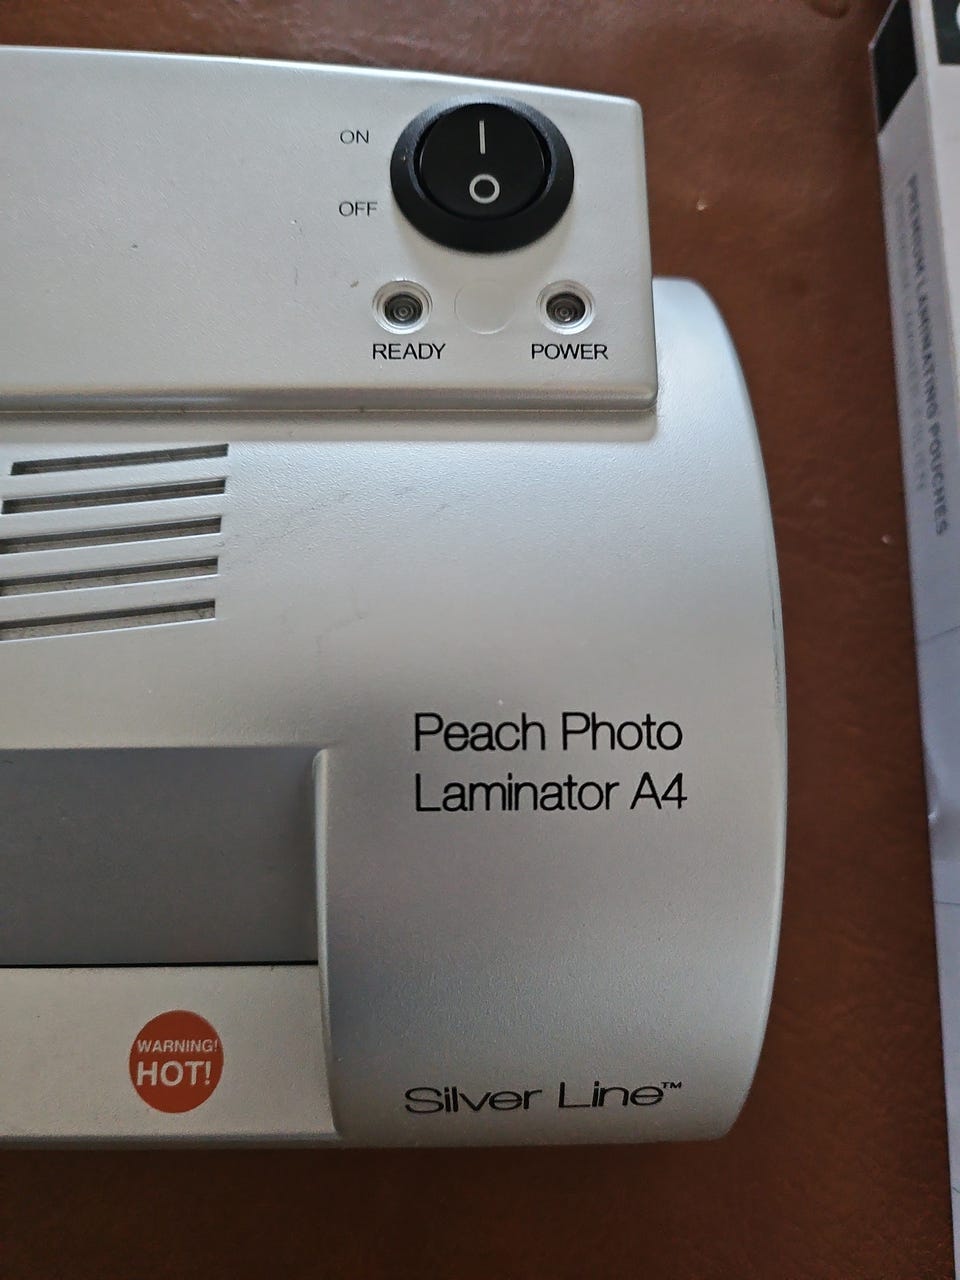 ON
OFF
READY
POWER
Peach Photo
Laminator A4
WARNING!
HOT!
Silver Line™
PREMIUM LAMINATING POUCHES